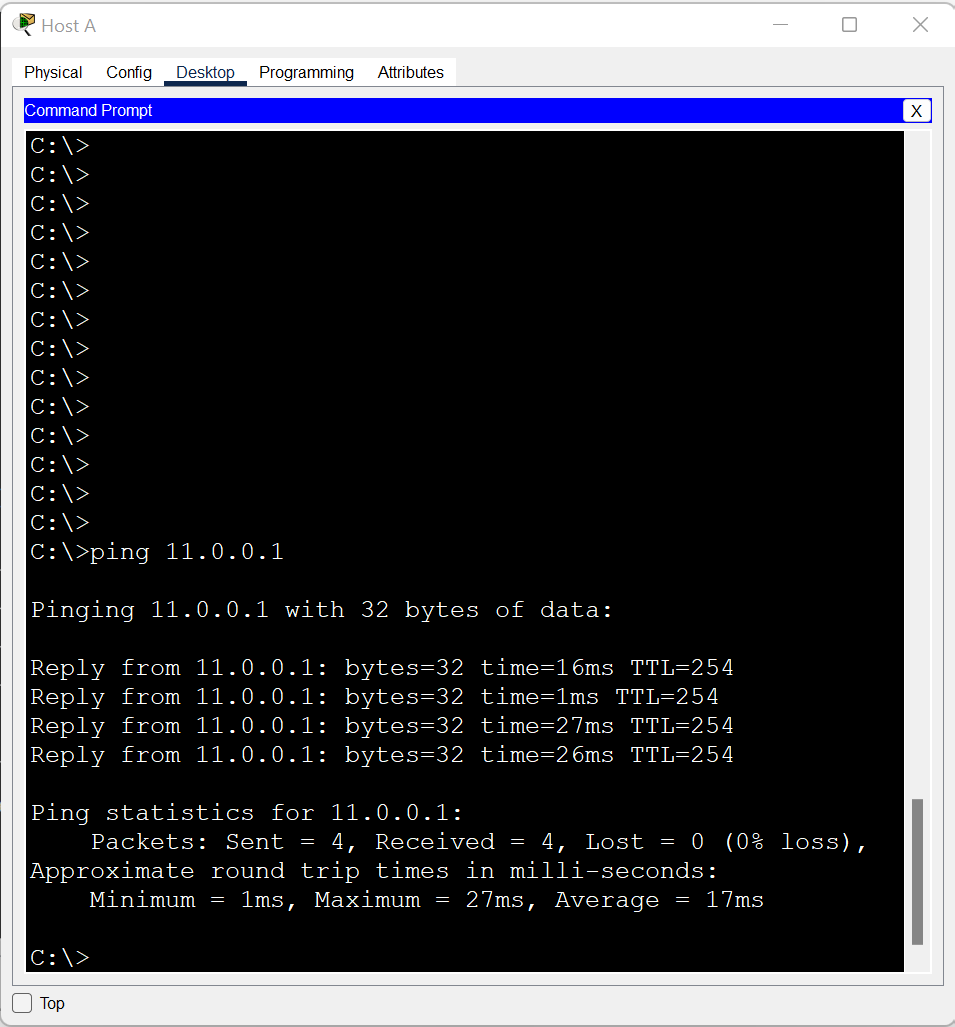 Host A
Physical Config Desktop Programming Attributes
Command Prompt X
C:\>
C:\>
C:\>
C:\>
C:\>
C:\>
C:\>
C:\>
C:\>
C:\>
C:\>
C:\>
C:\>
C:\>
C:\>ping 11.0.0.1
Pinging 11.0.0.1 with 32 bytes of data:
Reply from 11.0.0.1: bytes=32 time=16ms TTL=254
Reply from 11.0.0.1: bytes=32 time=1ms TTL=254
Reply from 11.0.0.1: bytes=32 time=27ms TTL=254
Reply from 11.0.0.1: bytes=32 time=26ms TTL=254
Ping statistics for 11.0.0.1:
Packets: Sent = 4, Received = 4, Lost = 0 (0% loss),
Approximate round trip times in milli-seconds:
Minimum = 1ms, Maximum = 27ms, Average = 17ms
C:\>
Top